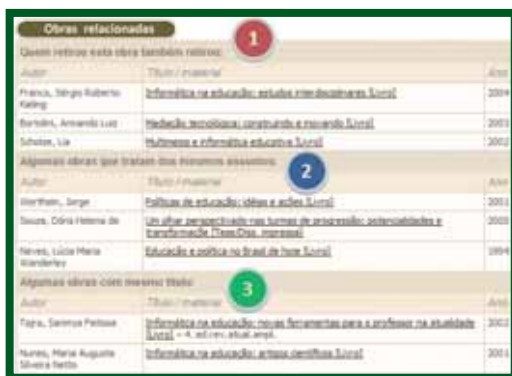 Obras relacionadas
1
Quem retirou esta obra também retirou:
Autor Título / material Ano
Franco, Sérgio Roberto Informática na educação: estudos interdisciplinares [Livro] 2004
Bortolini, Armando Luiz Mediação tecnológica: construindo e inovando [Livro]
Scholze, Lia Multimeios e informática educativa [Livro] 2002
Algumas obras que tratam dos mesmos assuntos:
2
Autor Título / material Ano
Werthein, Jorge Políticas de educação: idéias e ações [Livro] 2001
Souza, Dóris Helena de Um olhar perspectivado nas turmas de progressão: potencialidades e
transformação [Tese/Diss. impressa]
Neves, Lúcia Maria Educação e política no Brasil de hoje [Livro] 1994
Wanderley
Algumas obras com mesmo título:
3
Autor Título / material Ano
Tajra, Sanmya Feitosa Informática na educação: novas ferramentas para o professor na atualidade
[Livro] - 4. ed.rev. atual.ampl. 2002
Nunes, Maria Augusta Informática na educação: artigos científicos [Livro] 2001
Silveira Netto